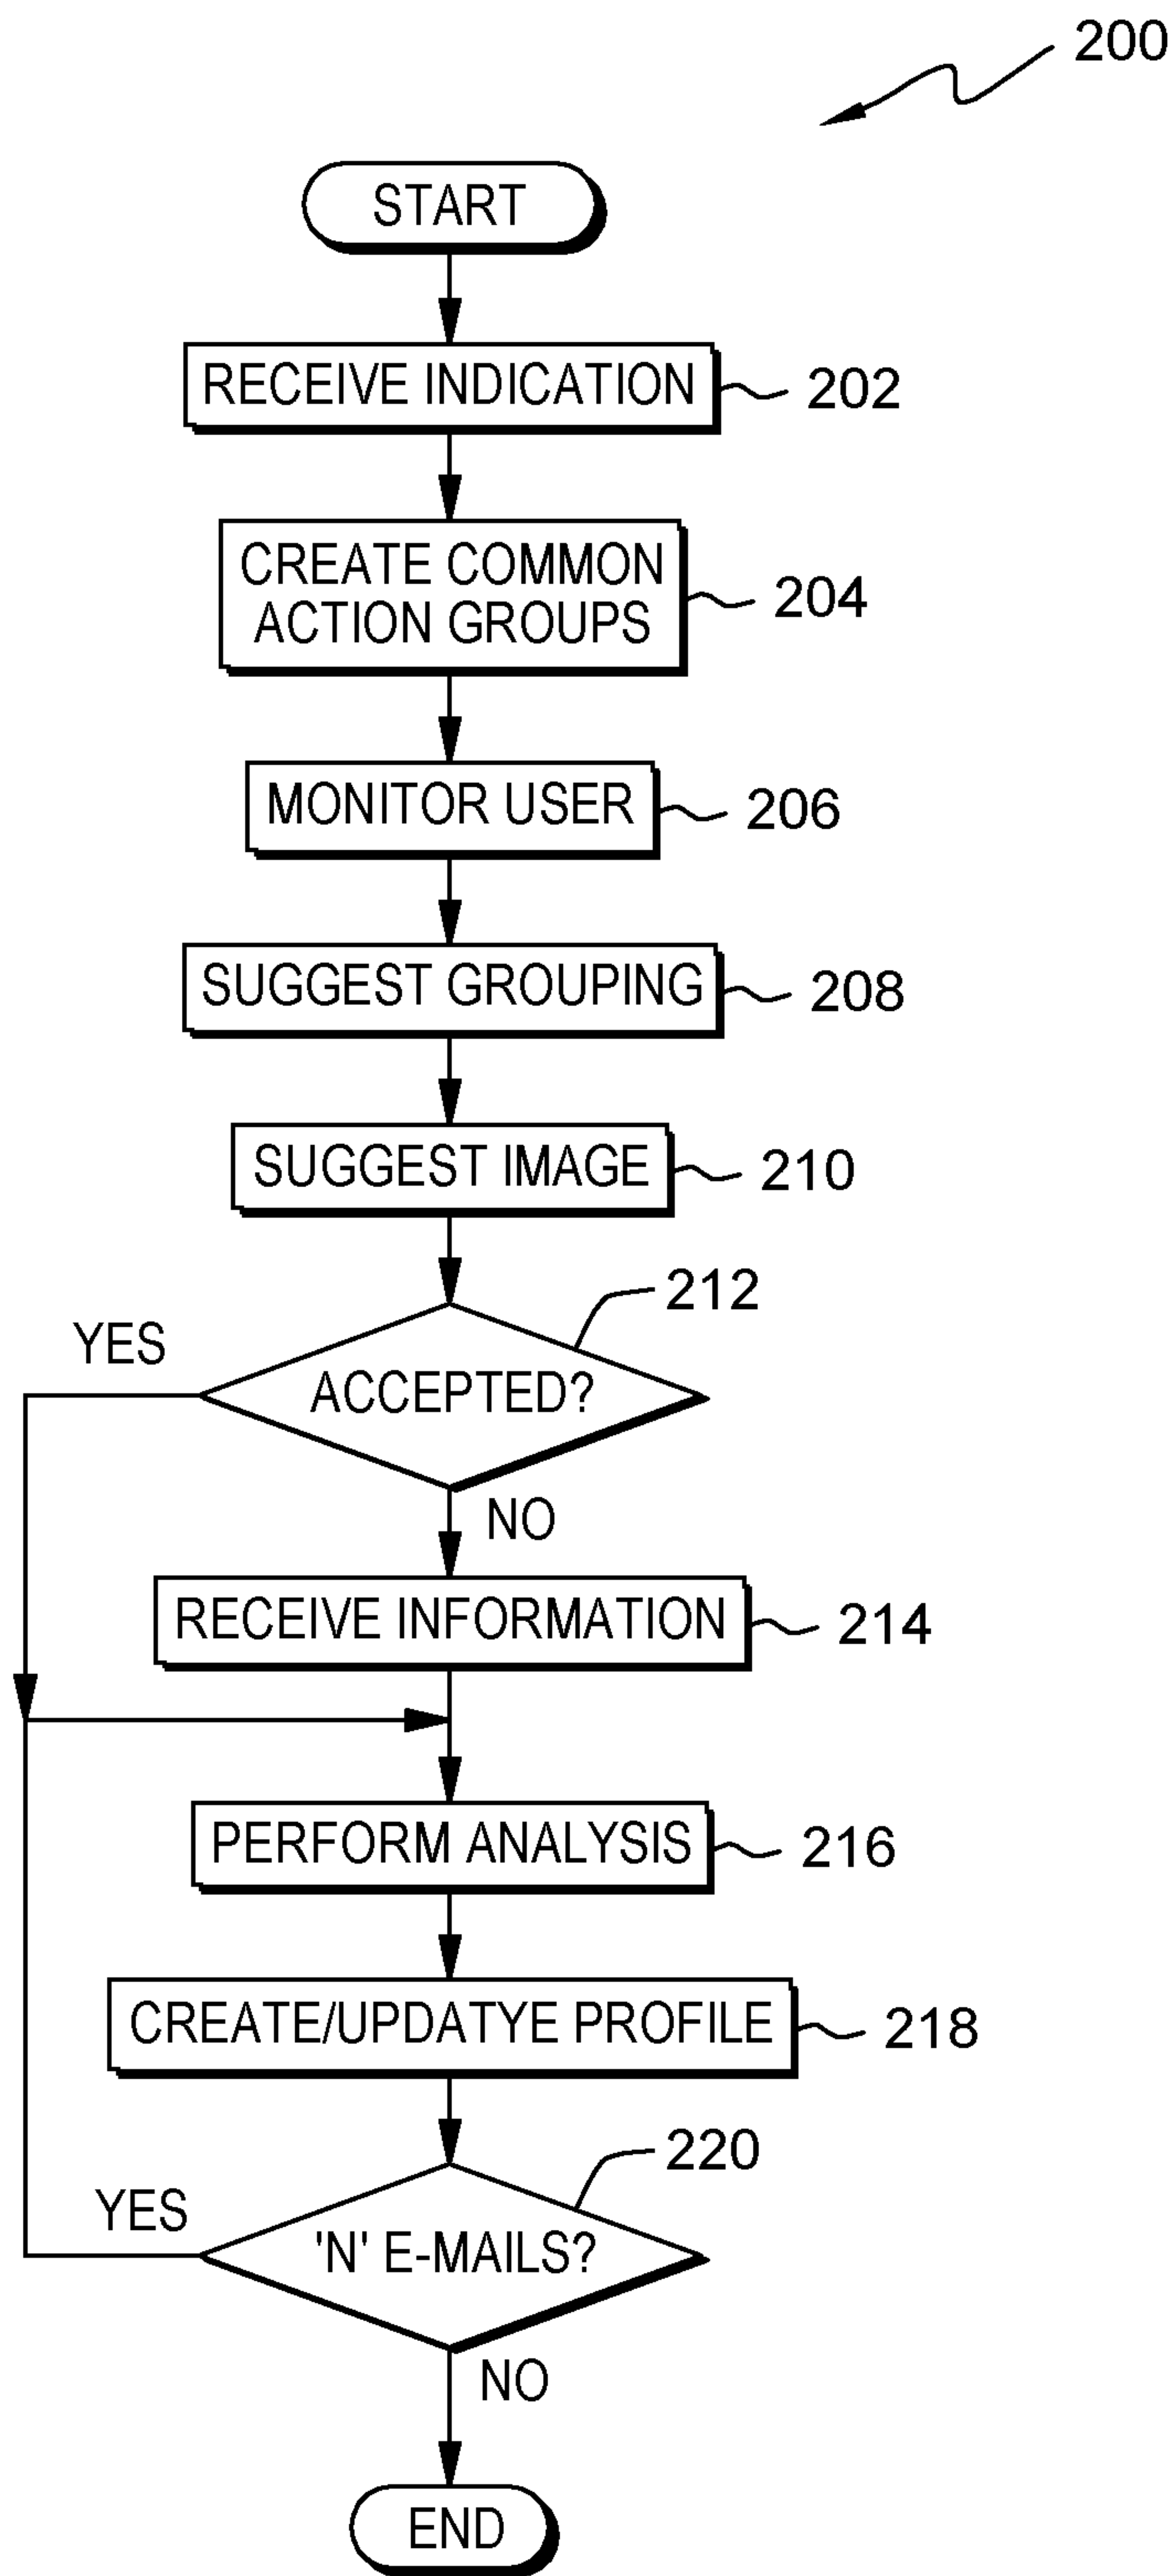 200
START
RECEIVE INDICATION
202
CREATE COMMON
ACTION GROUPS
204
MONITOR USER
206
SUGGEST GROUPING
208
SUGGEST IMAGE
210
212
YES
ACCEPTED?
NO
RECEIVE INFORMATION
214
PERFORM ANALYSIS
216
CREATE/UPDATYE PROFILE
218
220
YES
'N' E-MAILS?
NO
END